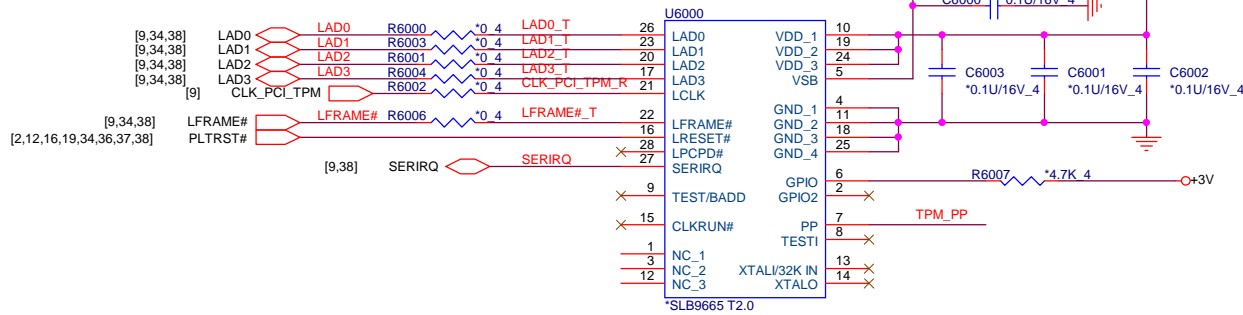 C6000 0.1U/16V_4
U6000
[9,34,38] LAD0 LAD0 R6000 *0_4 LAD0_T 26 LAD0 VDD_1 10
[9,34,38] LAD1 LAD1 R6003 *0_4 LAD1_T 23 LAD1 VDD_2 19
[9,34,38] LAD2 LAD2 R6001 *0_4 LAD2_T 20 LAD2 VDD_3 24
[9,34,38] LAD3 LAD3 R6004 *0_4 LAD3_T 17 LAD3 VSB 5
[9] CLK_PCI_TPM R6002 *0_4 CLK_PCI_TPM_R 21 LCLK
C6003 C6001 C6002
*0.1U/16V_4 *0.1U/16V_4 *0.1U/16V_4
GND_1 4
[9,34,38] LFRAME# LFRAME# R6006 *0_4 LFRAME#_T 22 LFRAME# GND_2 11
[2,12,16,19,34,36,37,38] PLTRST# 16 LRESET# GND_3 18
28 LPCPD# GND_4 25
[9,38] SERIRQ SERIRQ 27 SERIRQ
GPIO 6 R6007 *4.7K_4 +3V
9 TEST/BADD GPIO2 2
15 CLKRUN# PP 7 TPM_PP
TESTI 8
1 NC_1
3 NC_2 XTALI/32K IN 13
12 NC_3 XTALO 14
*SLB9665 T2.0